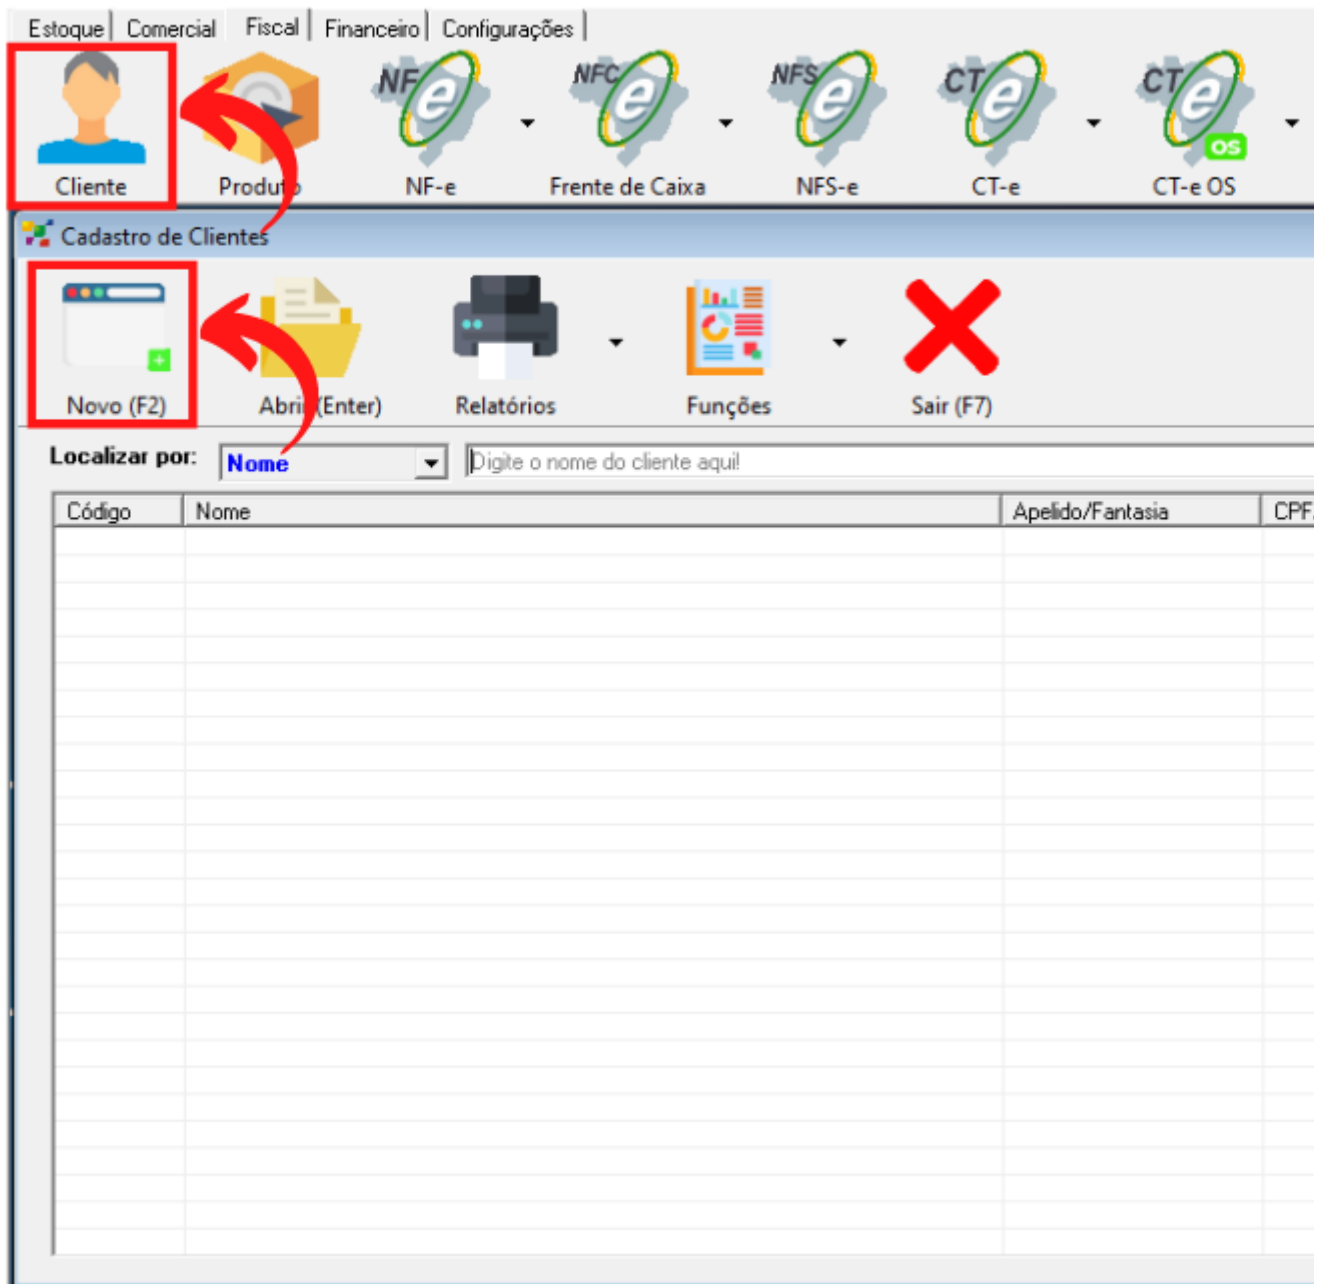 Estoque Comercial Fiscal Financeiro Configurações
NF e NFC e NFS e CT e CT e OS
Cliente Produto NF-e Frente de Caixa NFS-e CT-e CT-e OS
Cadastro de Clientes
Novo (F2) Abrir (Enter) Relatórios Funções Sair (F7)
Localizar por: Nome Digite o nome do cliente aqui!
Código Nome Apelido/Fantasia CPF